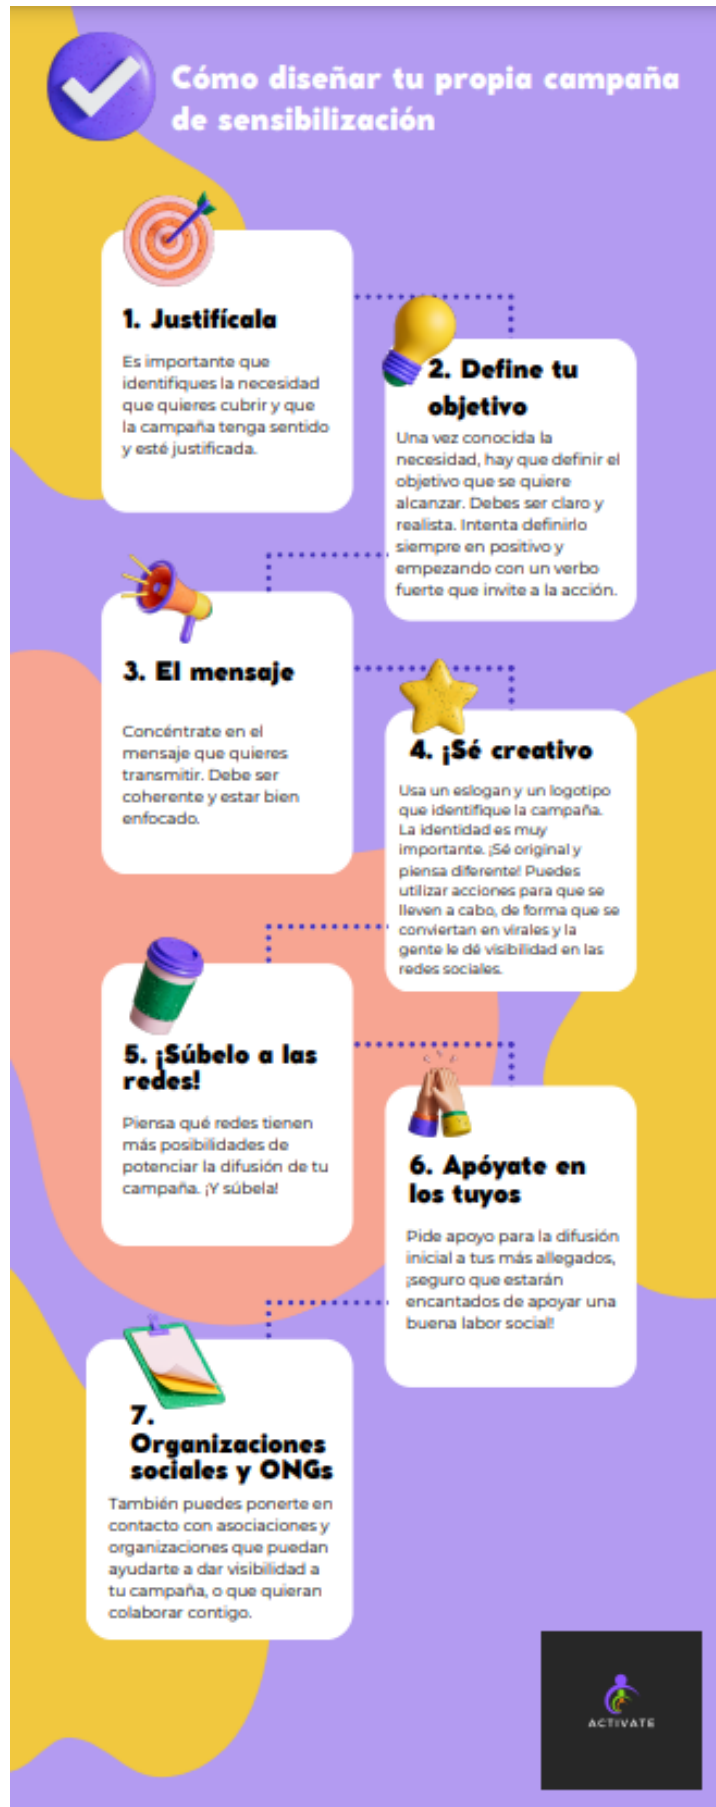 Cómo diseñar tu propia campaña
de sensibilización
1. Justifícala
Es importante que
identifiques la necesidad
que quieres cubrir y que
la campaña tenga sentido
y esté justificada.
2. Define tu
objetivo
Una vez conocida la
necesidad, hay que definir el
objetivo que se quiere
alcanzar. Debes ser claro y
realista. Intenta definirlo
siempre en positivo y
empezando con un verbo
fuerte que invite a la acción.
3. El mensaje
Concéntrate en el
mensaje que quieres
transmitir. Debe ser
coherente y estar bien
enfocado.
4. ¡Sé creativo
Usa un eslogan y un logotipo
que identifique la campaña.
La identidad es muy
importante. ¡Sé original y
piensa diferente! Puedes
utilizar acciones para que se
lleven a cabo, de forma que se
conviertan en virales y la
gente le dé visibilidad en las
redes sociales.
5. ¡Súbelo a las
redes!
Piensa qué redes tienen
más posibilidades de
potenciar la difusión de tu
campaña. ¡Y súbela!
6. Apóyate en
los tuyos
Pide apoyo para la difusión
inicial a tus más allegados,
¡seguro que estarán
encantados de apoyar una
buena labor social!
7.
Organizaciones
sociales y ONGs
También puedes ponerte en
contacto con asociaciones y
organizaciones que puedan
ayudarte a dar visibilidad a
tu campaña, o que quieran
colaborar contigo.
ACTIVATE